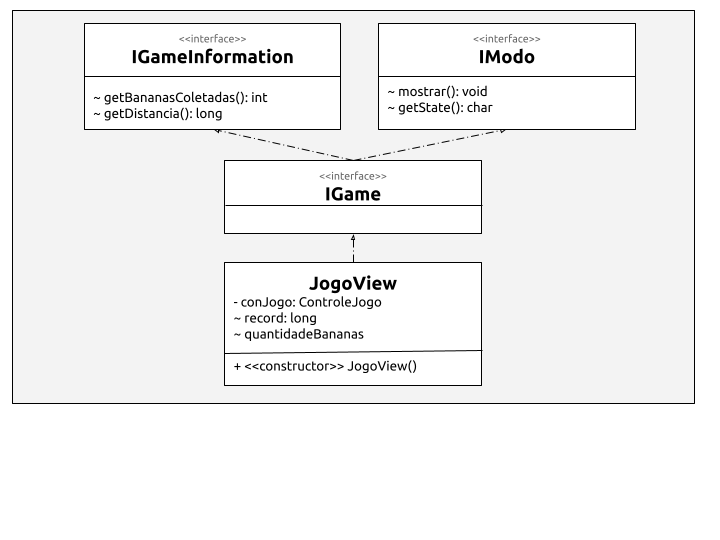 <<interface>>
IGameInformation
~ getBananasColetadas(): int
~ getDistancia(): long
<<interface>>
IModo
~ mostrar(): void
~ getState(): char
<<interface>>
IGame
JogoView
- conJogo: ControleJogo
~ record: long
~ quantidadeBananas
+ <<constructor>> JogoView()